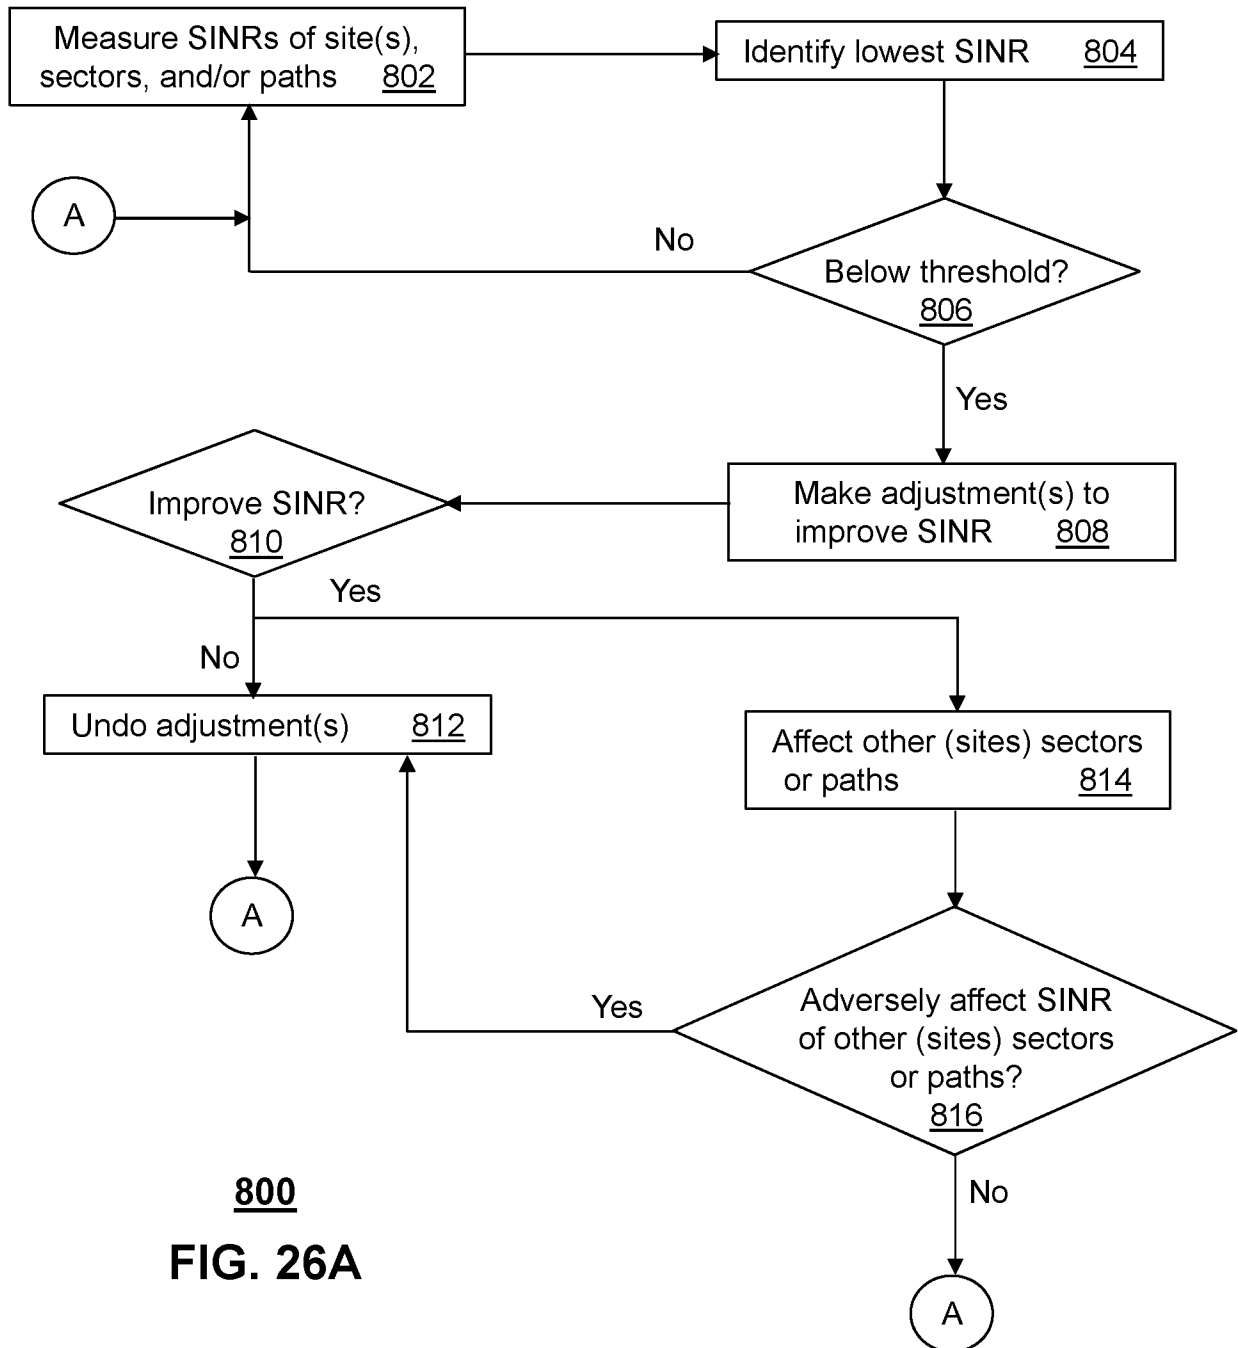 Measure SINRs of site(s),
sectors, and/or paths 802
Identify lowest SINR 804
A
No
Below threshold?
806
Yes
Improve SINR?
810
Make adjustment(s) to
improve SINR 808
Yes
No
Undo adjustment(s) 812
Affect other (sites) sectors
or paths 814
A
Yes
Adversely affect SINR
of other (sites) sectors
or paths?
816
No
800
FIG. 26A
A